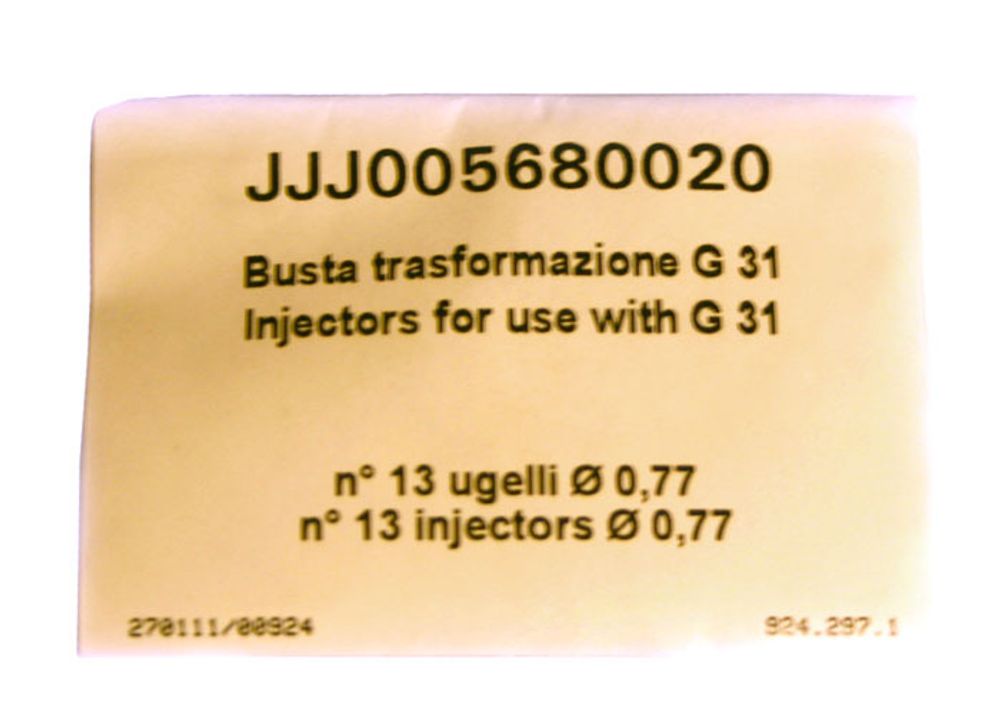 JJJ005680020
Busta trasformazione G 31
Injectors for use with G 31
n° 13 ugelli Ø 0,77
n° 13 injectors Ø 0,77
270111/00924
924.297.1